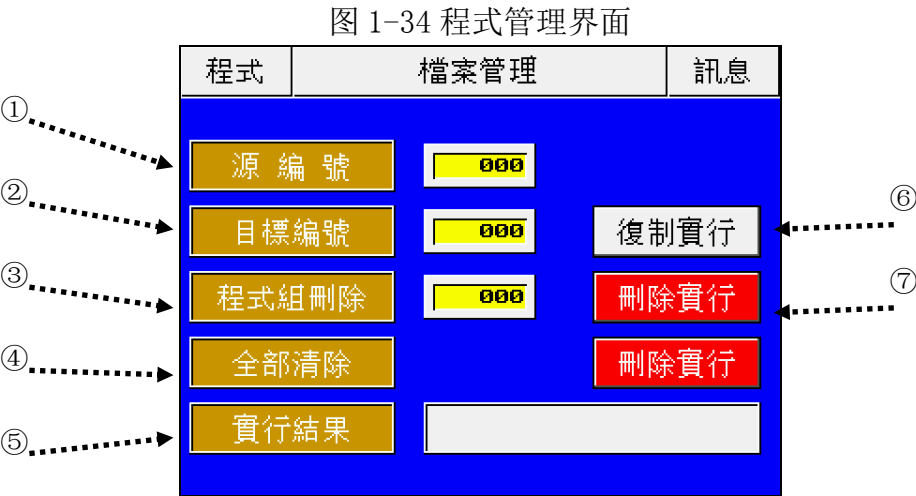 图 1-34 程式管理界面
程式 檔案管理 訊息
① 源 編 號 000
② 目標編號 000 復制實行 ⑥
③ 程式組刪除 000 刪除實行 ⑦
④ 全部清除 刪除實行
⑤ 實行結果